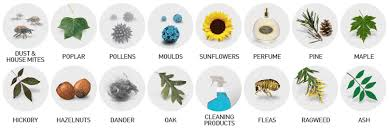 DUST &
HOUSE MITES
POPLAR
POLLENS
MOULDS
SUNFLOWERS
PERFUME
PINE
MAPLE
HICKORY
HAZELNUTS
DANDER
OAK
CLEANING
PRODUCTS
FLEAS
RAGWEED
ASH